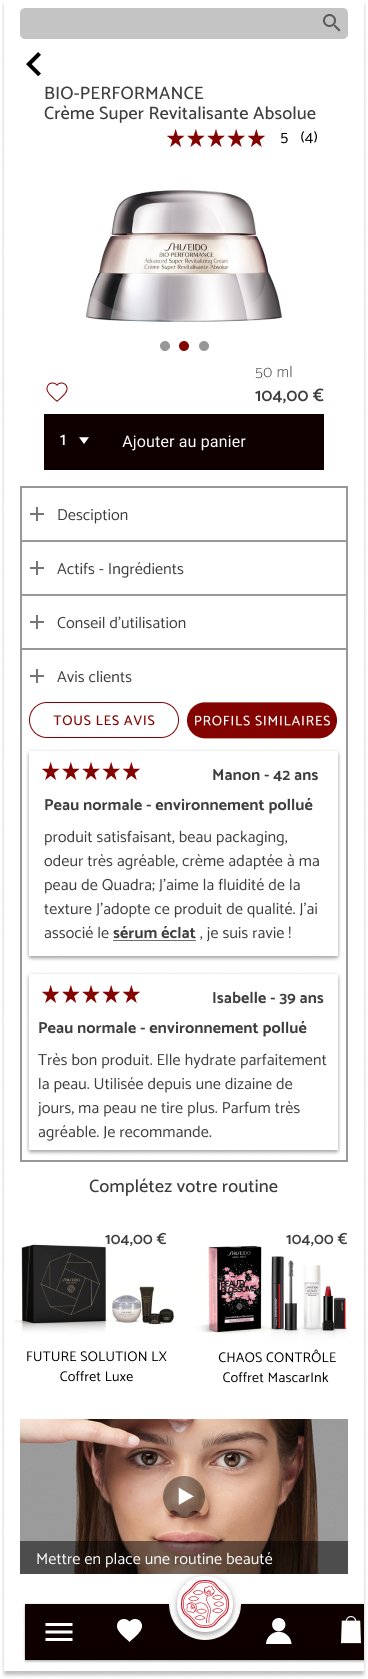 BIO-PERFORMANCE
Crème Super Revitalisante Absolue
5 (4)
SHISEIDO
BIO-PERFORMANCE
Advanced Super Revitalizing Cream
Crème Super Revitalisante Absolue
50 ml
104,00 €
1 Ajouter au panier
Desciption
Actifs - Ingrédients
Conseil d'utilisation
Avis clients
TOUS LES AVIS PROFILS SIMILAIRES
Manon - 42 ans
Peau normale - environnement pollué
produit satisfaisant, beau packaging,
odeur très agréable, crème adaptée à ma
peau de Quadra; J'aime la fluidité de la
texture J'adopte ce produit de qualité. J'ai
associé le sérum éclat , je suis ravie !
Isabelle - 39 ans
Peau normale - environnement pollué
Très bon produit. Elle hydrate parfaitement
la peau. Utilisée depuis une dizaine de
jours, ma peau ne tire plus. Parfum très
agréable. Je recommande.
Complétez votre routine
104,00 € 104,00 €
SHISEIDO
SHISEIDO
BEAUTY
BLOSSOMS
FUTURE SOLUTION LX
Coffret Luxe
CHAOS CONTRÔLE
Coffret MascarInk
Mettre en place une routine beauté